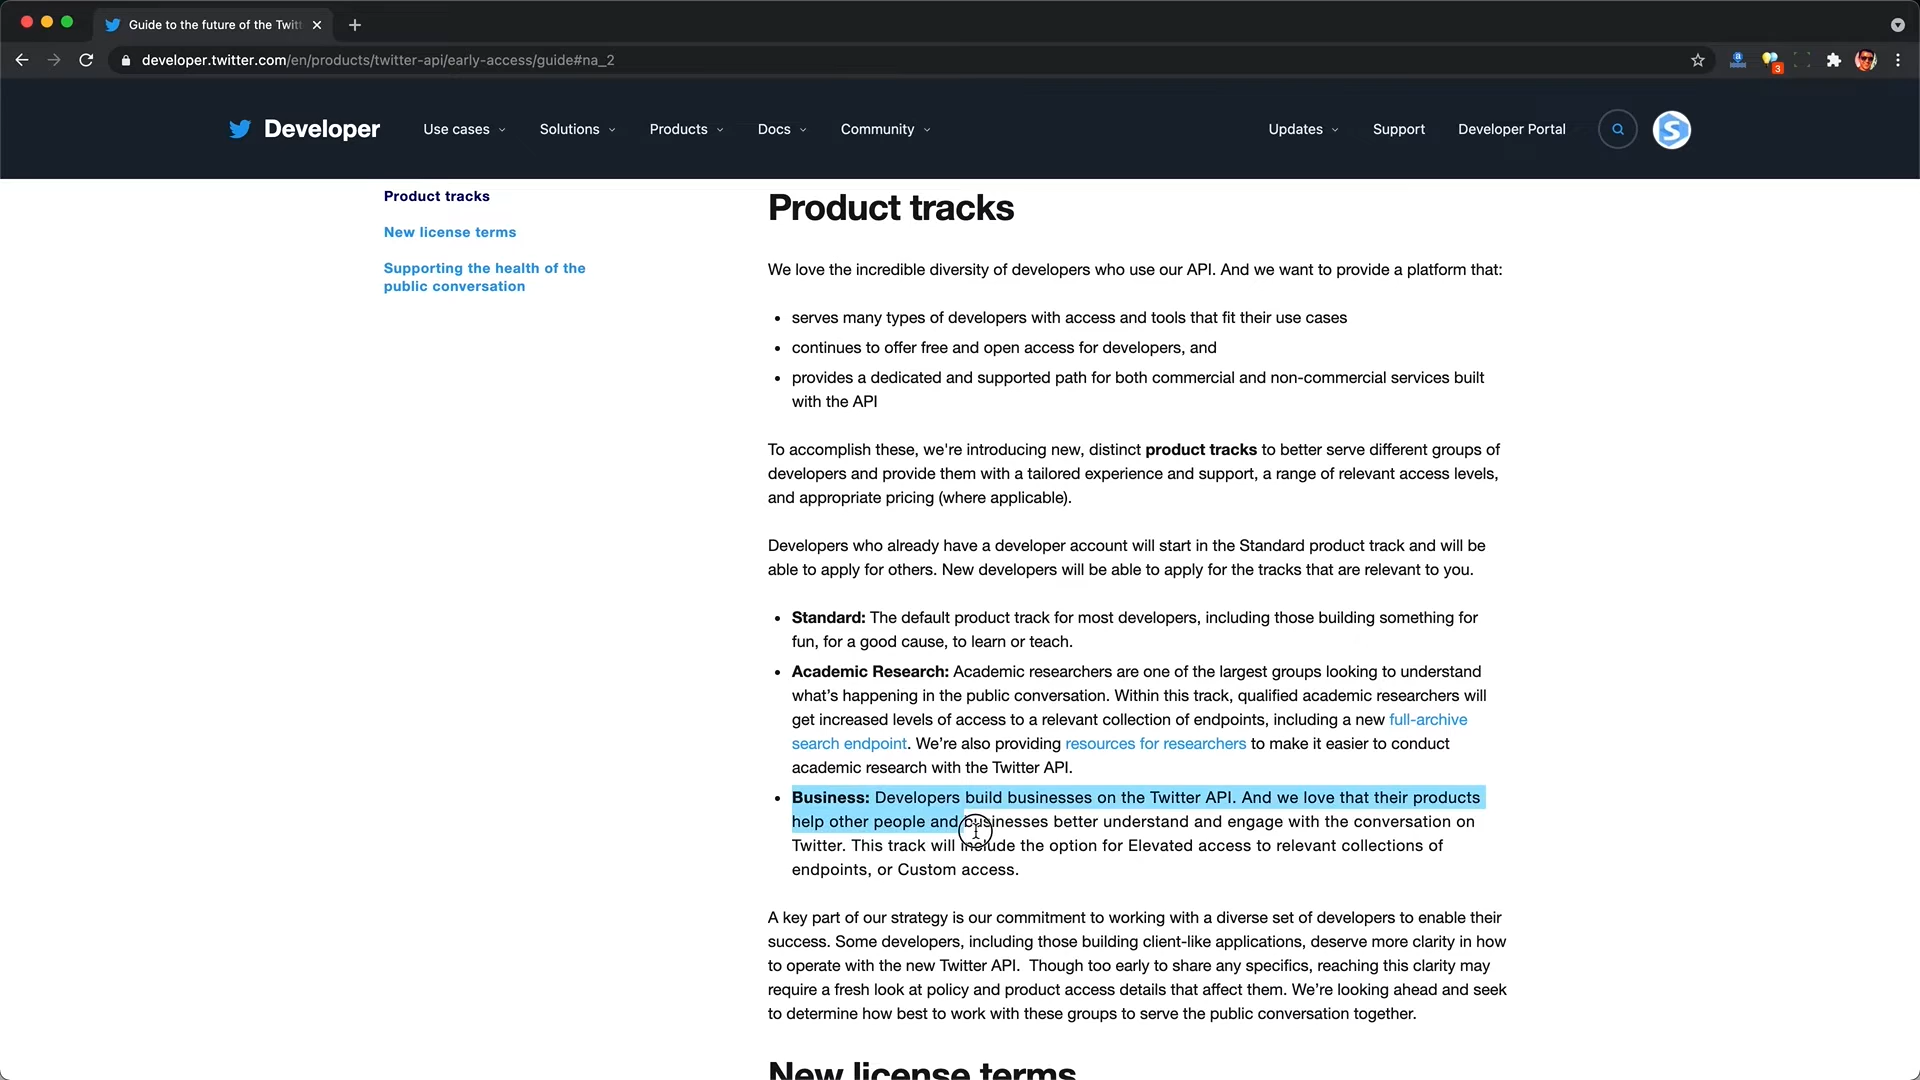 Guide to the future of the Twitt
developer.twitter.com/en/products/twitter-api/early-access/guide#na_2
3
Developer
Use cases
Solutions
Products
Docs
Community
Updates
Support
Developer Portal
S
Product tracks
New license terms
Supporting the health of the
public conversation
Product tracks
We love the incredible diversity of developers who use our API. And we want to provide a platform that:
• serves many types of developers with access and tools that fit their use cases
• continues to offer free and open access for developers, and
• provides a dedicated and supported path for both commercial and non-commercial services built
with the API
To accomplish these, we're introducing new, distinct product tracks to better serve different groups of
developers and provide them with a tailored experience and support, a range of relevant access levels,
and appropriate pricing (where applicable).
Developers who already have a developer account will start in the Standard product track and will be
able to apply for others. New developers will be able to apply for the tracks that are relevant to you.
• Standard: The default product track for most developers, including those building something for
fun, for a good cause, to learn or teach.
• Academic Research: Academic researchers are one of the largest groups looking to understand
what’s happening in the public conversation. Within this track, qualified academic researchers will
get increased levels of access to a relevant collection of endpoints, including a new full-archive
search endpoint. We’re also providing resources for researchers to make it easier to conduct
academic research with the Twitter API.
• Business: Developers build businesses on the Twitter API. And we love that their products
help other people and businesses better understand and engage with the conversation on
Twitter. This track will include the option for Elevated access to relevant collections of
endpoints, or Custom access.
A key part of our strategy is our commitment to working with a diverse set of developers to enable their
success. Some developers, including those building client-like applications, deserve more clarity in how
to operate with the new Twitter API.  Though too early to share any specifics, reaching this clarity may
require a fresh look at policy and product access details that affect them. We’re looking ahead and seek
to determine how best to work with these groups to serve the public conversation together.
New license terms